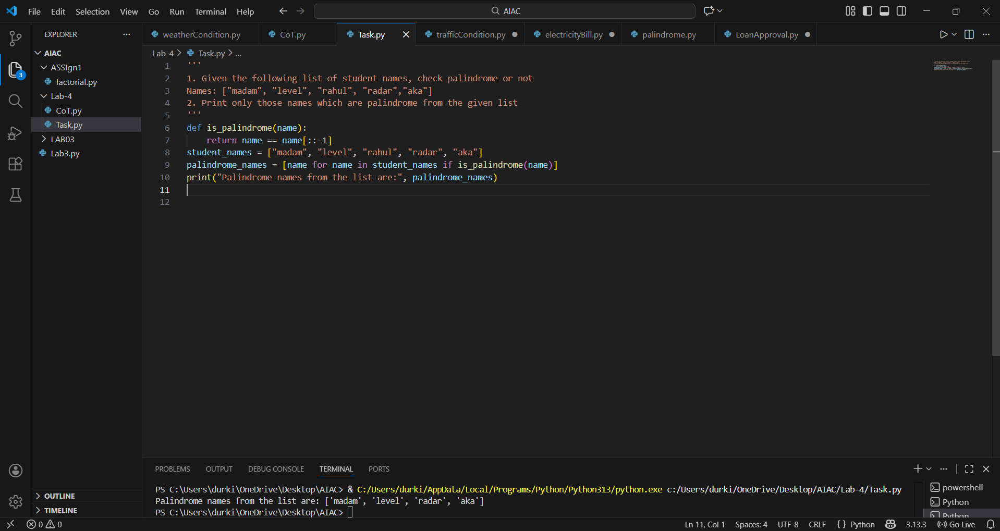 File Edit Selection View Go Run Terminal Help
AIAC
EXPLORER
AIAC
ASSIgn1
factorial.py
Lab-4
CoT.py
Task.py
LAB03
Lab3.py
OUTLINE
TIMELINE
3
weatherCondition.py CoT.py Task.py trafficCondition.py electricityBill.py palindrome.py LoanApproval.py
Lab-4 > Task.py > ...
1 '''
2 1. Given the following list of student names, check palindrome or not
3 Names: ["madam", "level", "rahul", "radar","aka"]
4 2. Print only those names which are palindrome from the given list
5 '''
6 def is_palindrome(name):
7     return name == name[::-1]
8 student_names = ["madam", "level", "rahul", "radar", "aka"]
9 palindrome_names = [name for name in student_names if is_palindrome(name)]
10 print("Palindrome names from the list are:", palindrome_names)
11
12
PROBLEMS OUTPUT DEBUG CONSOLE TERMINAL PORTS
PS C:\Users\durki\OneDrive\Desktop\AIAC> & C:/Users/durki/AppData/Local/Programs/Python/Python313/python.exe c:/Users/durki/OneDrive/Desktop/AIAC/Lab-4/Task.py
Palindrome names from the list are: ['madam', 'level', 'radar', 'aka']
PS C:\Users\durki\OneDrive\Desktop\AIAC>
powershell
Python
Python
0 0 Ln 11, Col 1 Spaces: 4 UTF-8 CRLF { } Python 3.13.3 Go Live